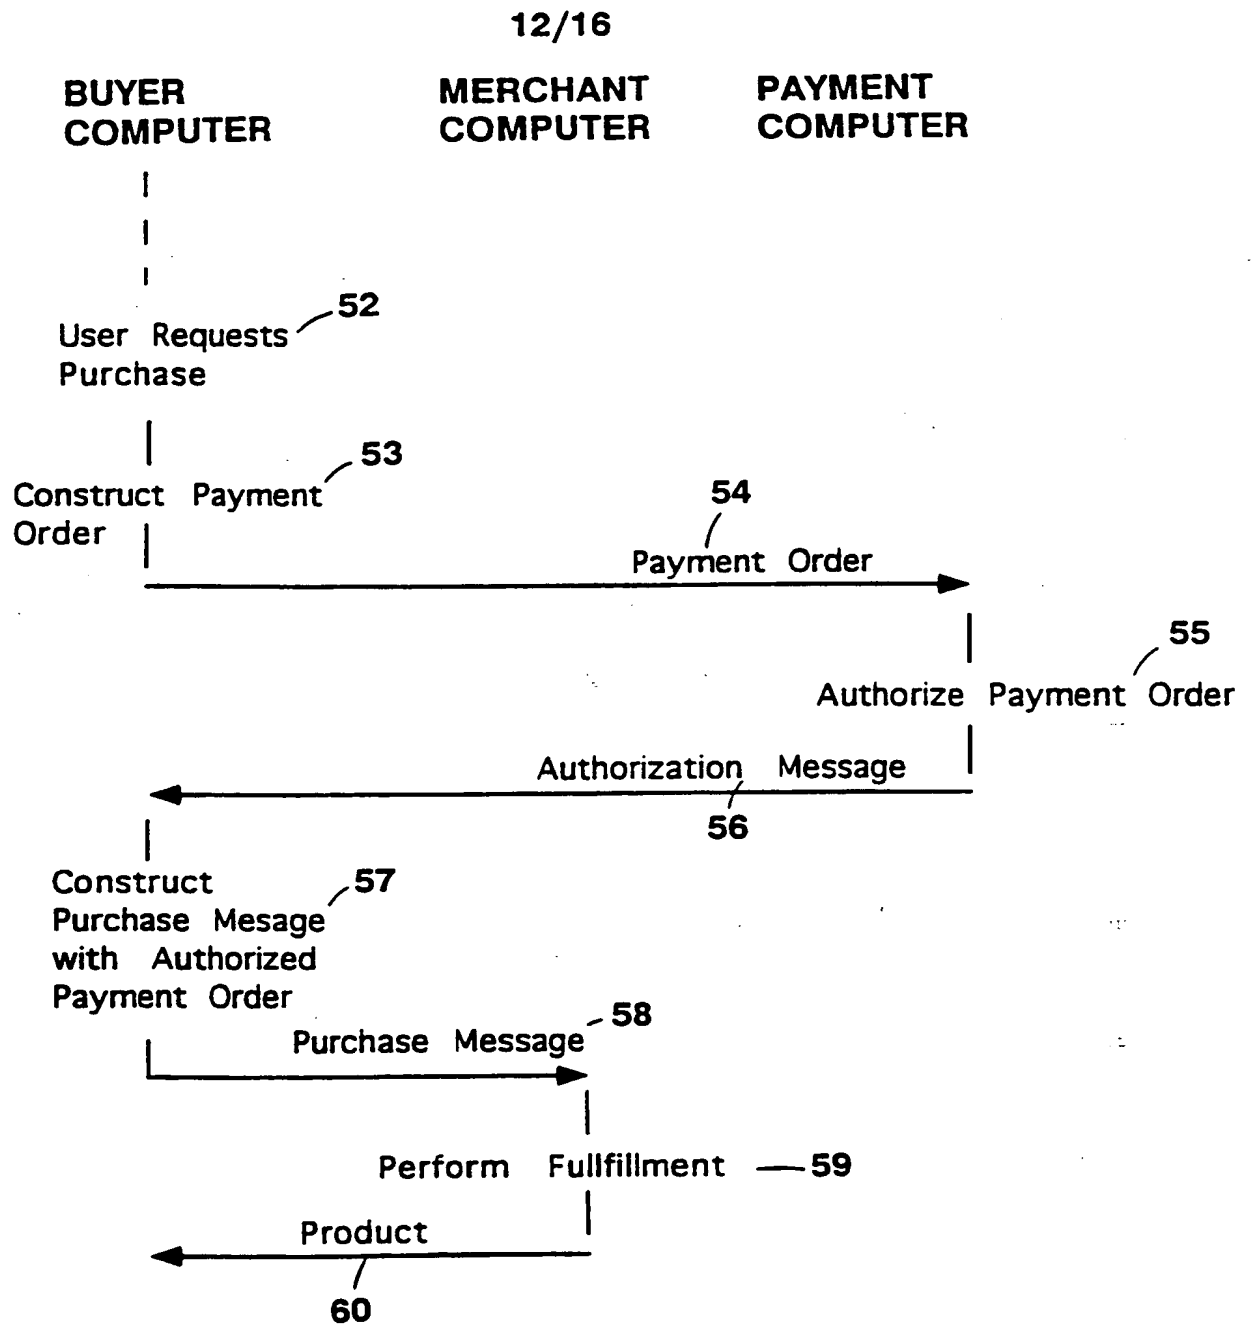 12/16
BUYER
COMPUTER
MERCHANT
COMPUTER
PAYMENT
COMPUTER
52
User Requests
Purchase
53
Construct Payment
Order
54
Payment Order
55
Authorize Payment Order
Authorization Message
56
57
Construct
Purchase Mesage
with Authorized
Payment Order
58
Purchase Message
Perform Fullfillment
59
Product
60